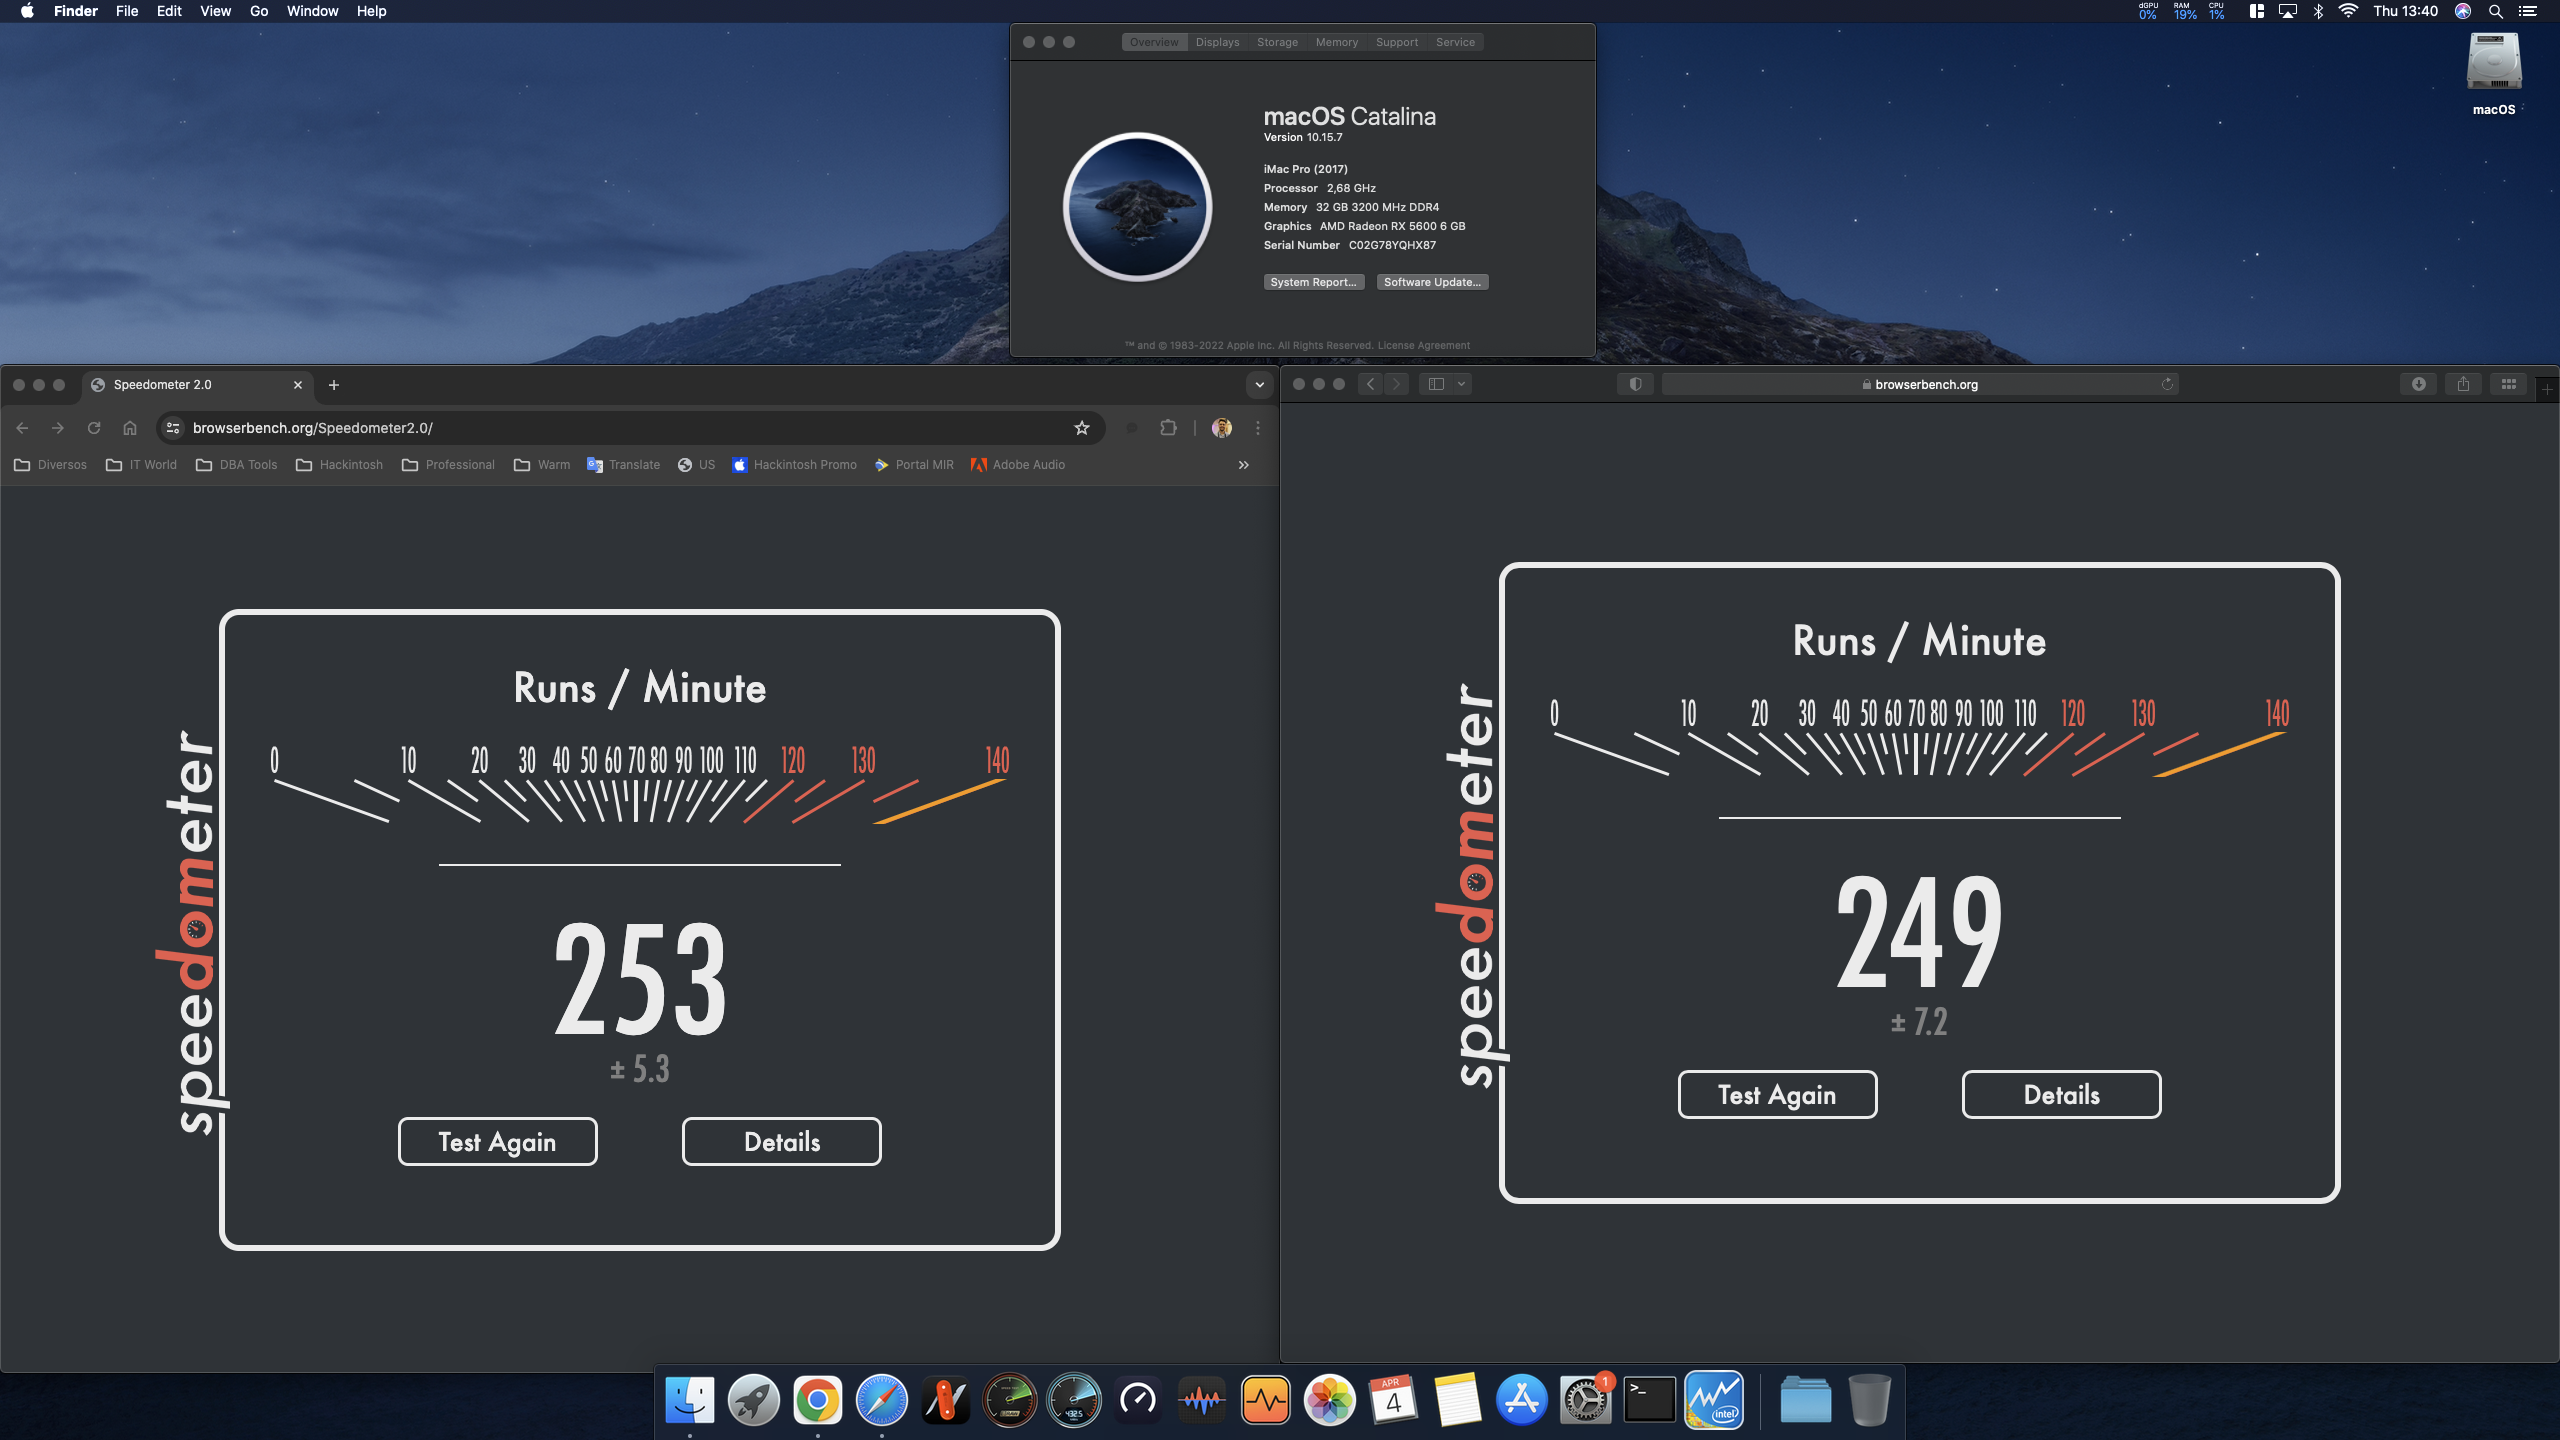 Finder File Edit View Go Window Help
dGPU 0% RAM 19% CPU 1% Thu 13:40
macOS
Overview Displays Storage Memory Support Service
macOS Catalina
Version 10.15.7
iMac Pro (2017)
Processor 2,68 GHz
Memory 32 GB 3200 MHz DDR4
Graphics AMD Radeon RX 5600 6 GB
Serial Number C02G78YQHX87
System Report... Software Update...
™ and © 1983-2022 Apple Inc. All Rights Reserved. License Agreement
Speedometer 2.0
browserbench.org/Speedometer2.0/
Diversos IT World DBA Tools Hackintosh Professional Warm Translate US Hackintosh Promo Portal MIR Adobe Audio
speedometer
Runs / Minute
0 10 20 30 40 50 60 70 80 90 100 110 120 130 140
253
± 5.3
Test Again Details
browserbench.org
speedometer
Runs / Minute
0 10 20 30 40 50 60 70 80 90 100 110 120 130 140
249
± 7.2
Test Again Details
432.5
APR
4
1
>_
intel